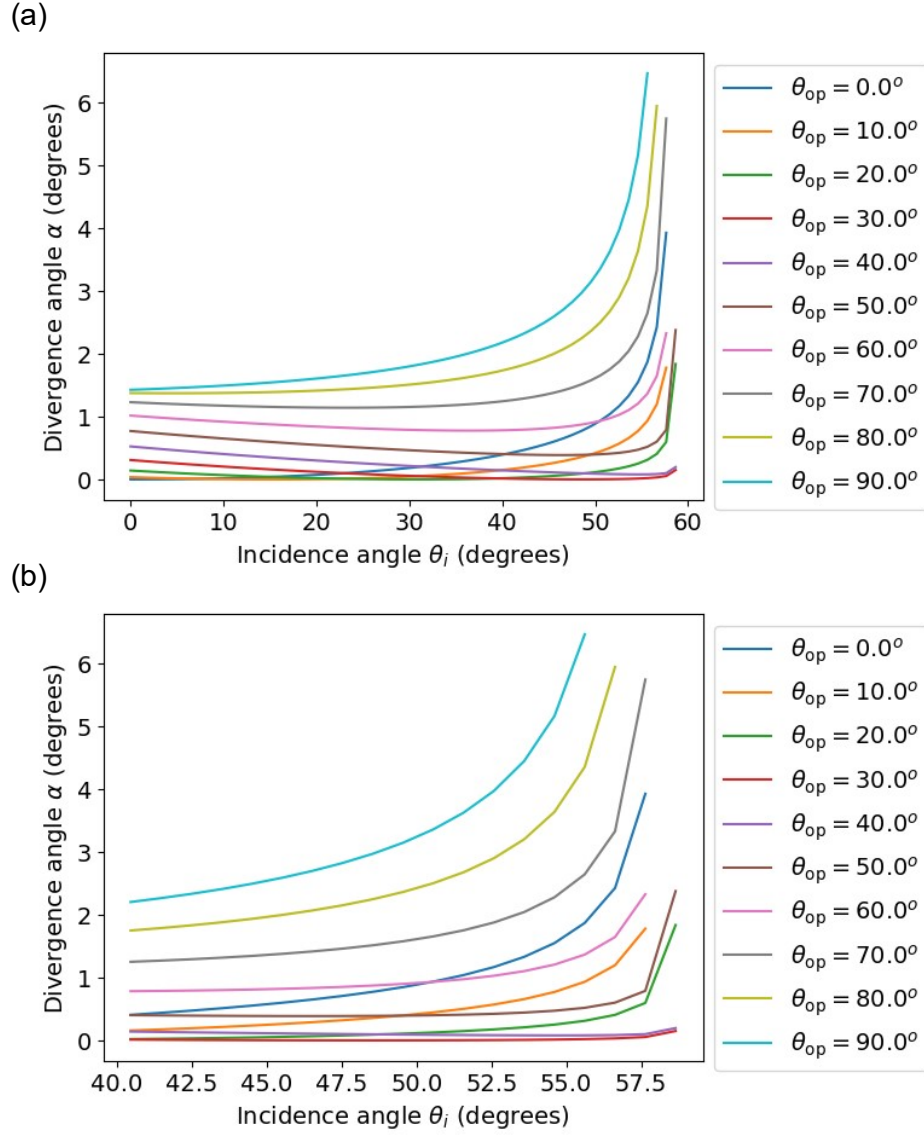 (a)
Divergence angle α (degrees)
6
5
4
3
2
1
0
0 10 20 30 40 50 60
Incidence angle θi (degrees)
θop = 0.0o
θop = 10.0o
θop = 20.0o
θop = 30.0o
θop = 40.0o
θop = 50.0o
θop = 60.0o
θop = 70.0o
θop = 80.0o
θop = 90.0o
(b)
Divergence angle α (degrees)
6
5
4
3
2
1
0
40.0 42.5 45.0 47.5 50.0 52.5 55.0 57.5
Incidence angle θi (degrees)
θop = 0.0o
θop = 10.0o
θop = 20.0o
θop = 30.0o
θop = 40.0o
θop = 50.0o
θop = 60.0o
θop = 70.0o
θop = 80.0o
θop = 90.0o